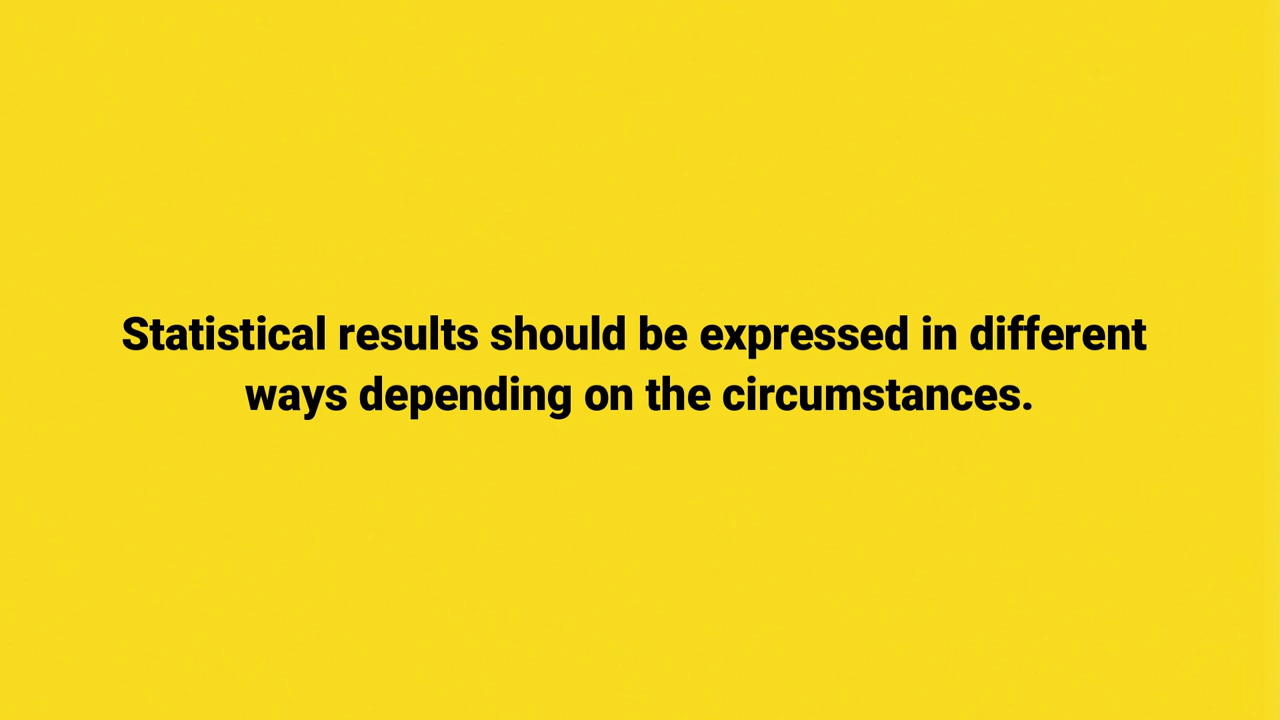 Statistical results should be expressed in different
ways depending on the circumstances.